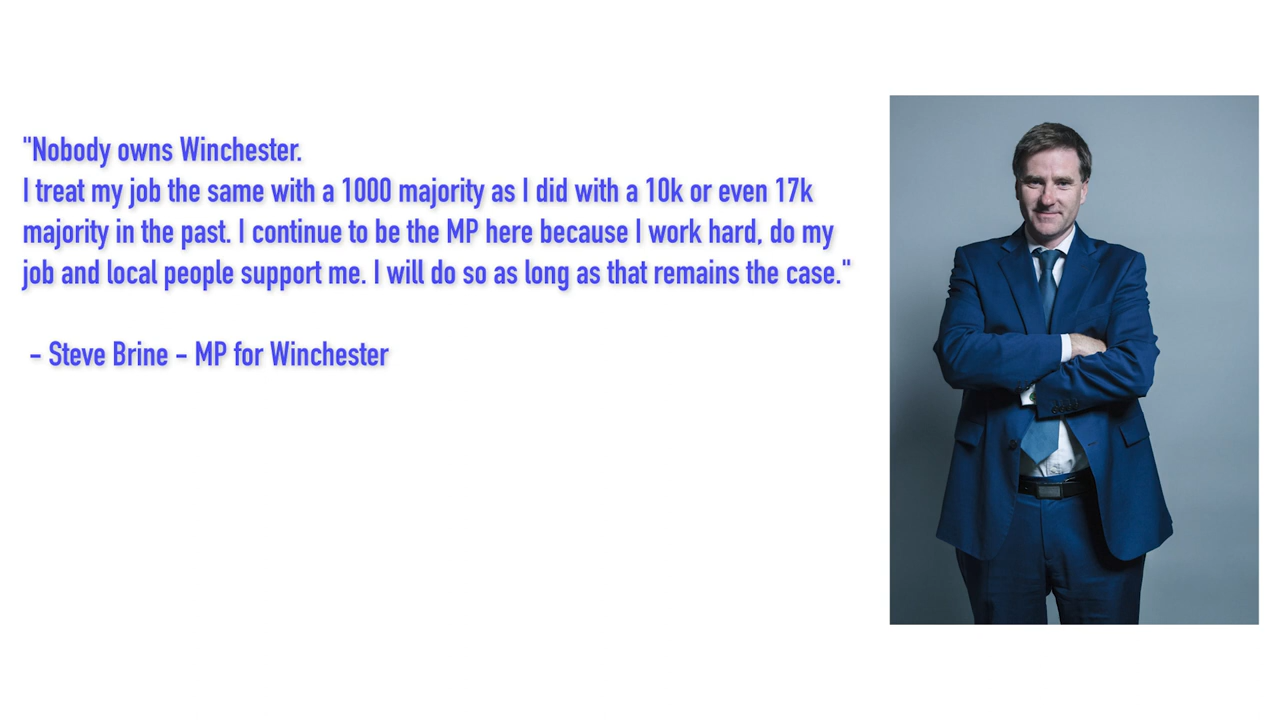 "Nobody owns Winchester.
I treat my job the same with a 1000 majority as I did with a 10k or even 17k
majority in the past. I continue to be the MP here because I work hard, do my
job and local people support me. I will do so as long as that remains the case."
- Steve Brine - MP for Winchester